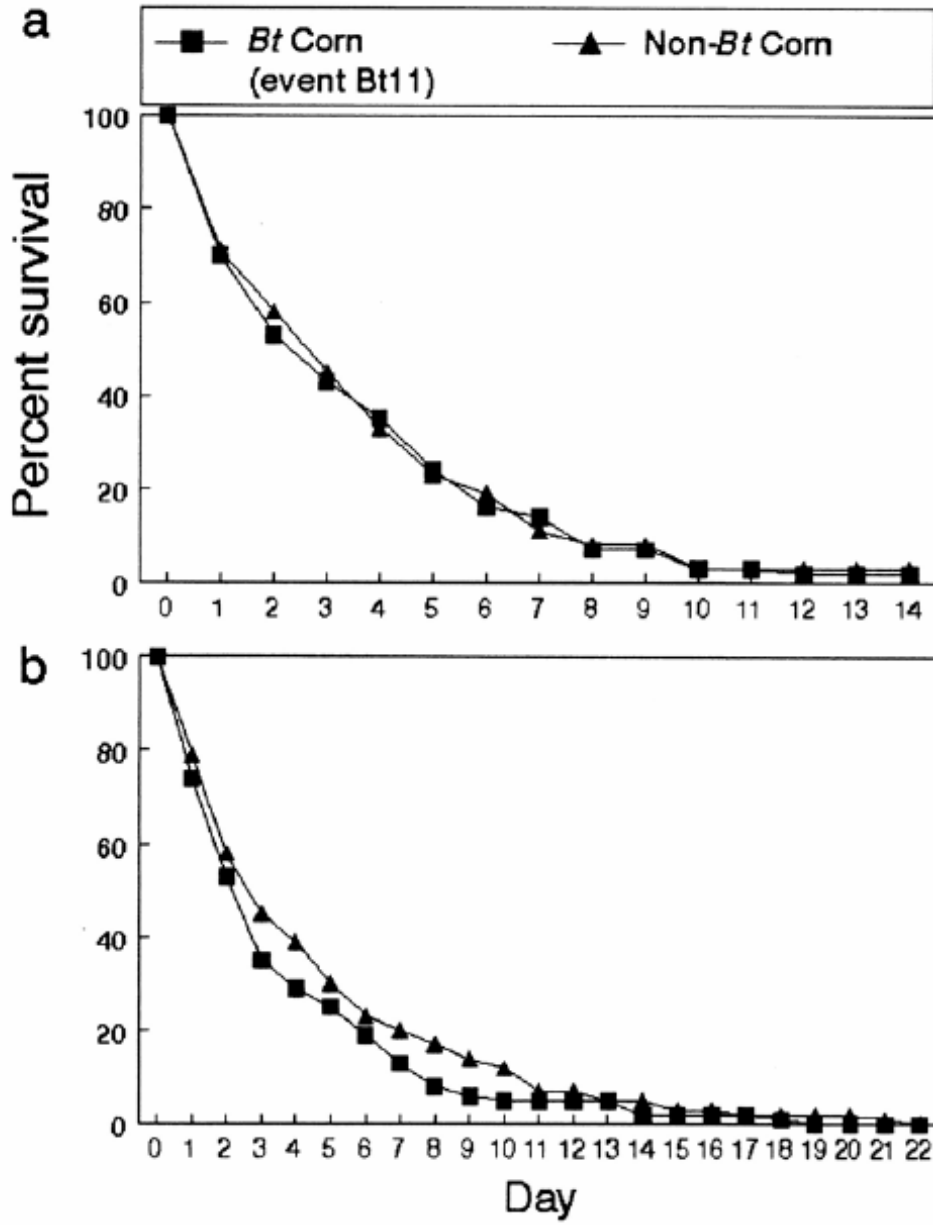 a
Bt Corn
(event Bt11)
Non-Bt Corn
Percent survival
100
80
60
40
20
0
0 1 2 3 4 5 6 7 8 9 10 11 12 13 14
b
100
80
60
40
20
0
0 1 2 3 4 5 6 7 8 9 10 11 12 13 14 15 16 17 18 19 20 21 22
Day